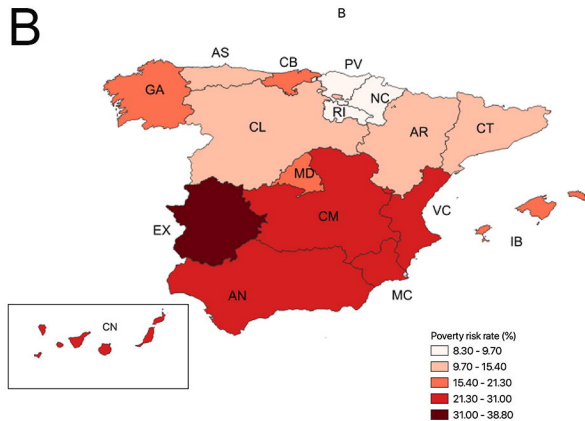 B
B
AS
CB
PV
GA
NC
RI
CL
AR
CT
MD
VC
CM
EX
IB
AN
MC
CN
Poverty risk rate (%)
8.30 - 9.70
9.70 - 15.40
15.40 - 21.30
21.30 - 31.00
31.00 - 38.80